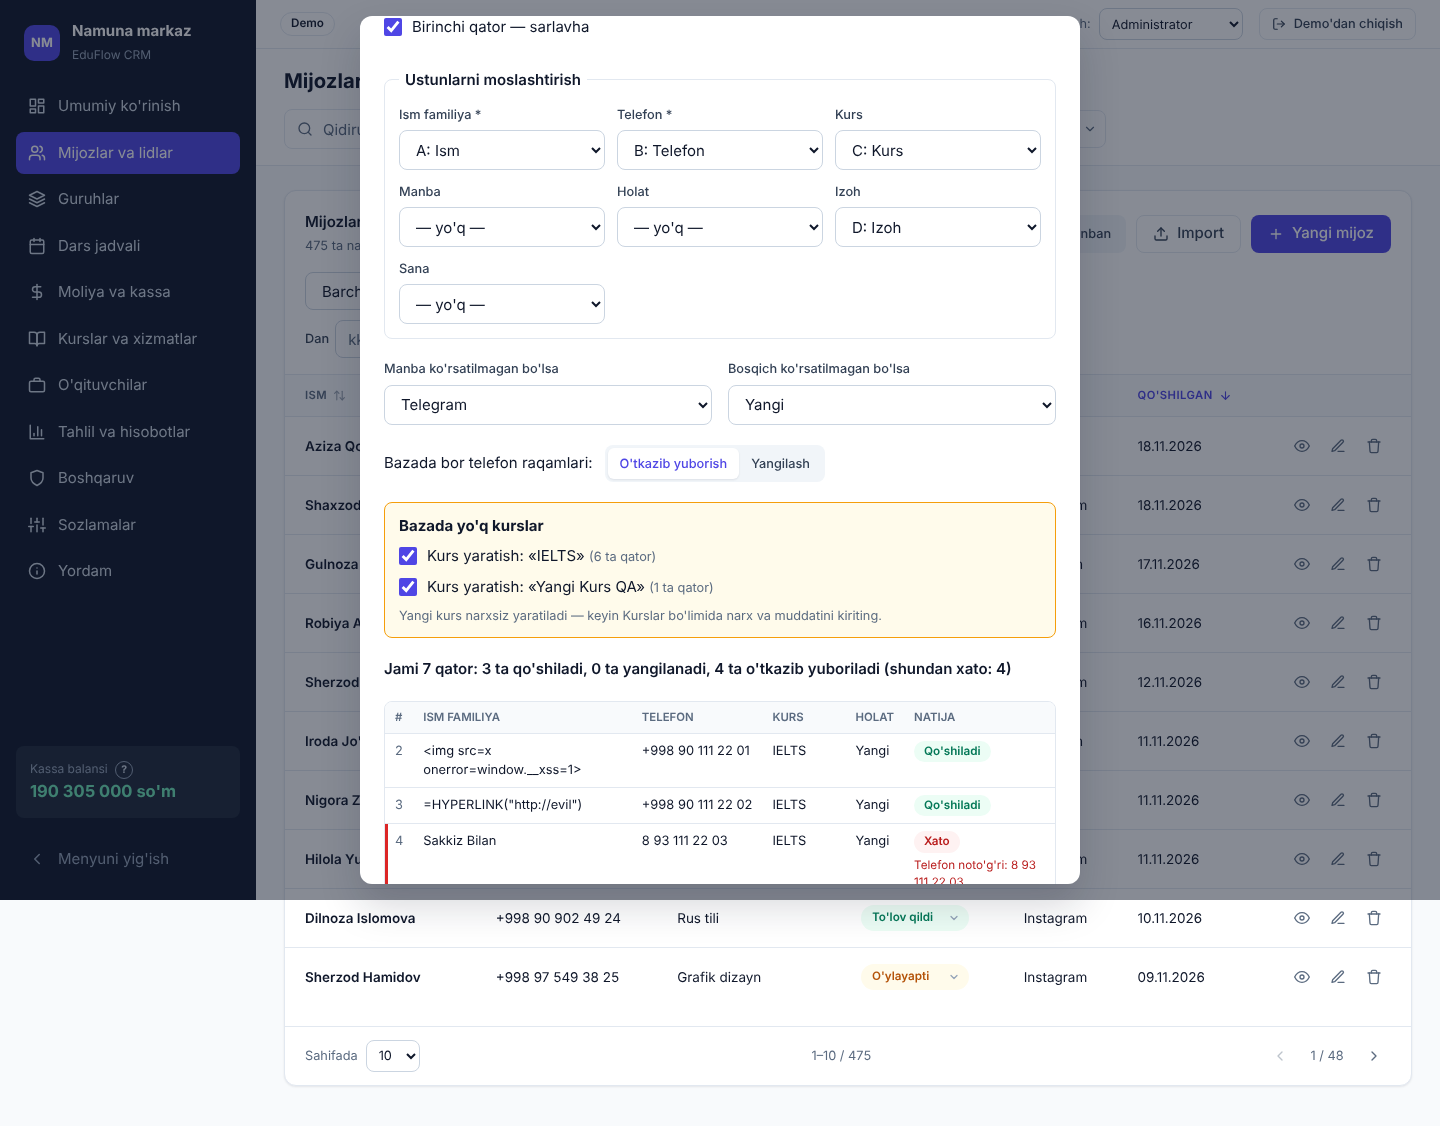 NM
Namuna markaz
EduFlow CRM
Umumiy ko'rinish
Mijozlar va lidlar
Guruhlar
Dars jadvali
Moliya va kassa
Kurslar va xizmatlar
O'qituvchilar
Tahlil va hisobotlar
Boshqaruv
Sozlamalar
Yordam
Kassa balansi ?
190 305 000 so'm
Menyuni yig'ish
Demo
Administrator
Demo'dan chiqish
Import
+ Yangi mijoz
Dan
ISM
QO'SHILGAN
18.11.2026
18.11.2026
17.11.2026
16.11.2026
12.11.2026
11.11.2026
11.11.2026
11.11.2026
Birinchi qator — sarlavha
Ustunlarni moslashtirish
Ism familiya * Telefon * Kurs
A: Ism B: Telefon C: Kurs
Manba Holat Izoh
— yo'q — — yo'q — D: Izoh
Sana
— yo'q —
Manba ko'rsatilmagan bo'lsa Bosqich ko'rsatilmagan bo'lsa
Telegram Yangi
Bazada bor telefon raqamlari: O'tkazib yuborish Yangilash
Bazada yo'q kurslar
Kurs yaratish: «IELTS» (6 ta qator)
Kurs yaratish: «Yangi Kurs QA» (1 ta qator)
Yangi kurs narxsiz yaratiladi — keyin Kurslar bo'limida narx va muddatini kiriting.
Jami 7 qator: 3 ta qo'shiladi, 0 ta yangilanadi, 4 ta o'tkazib yuboriladi (shundan xato: 4)
# ISM FAMILIYA TELEFON KURS HOLAT NATIJA
2 <img src=x onerror=window.__xss=1> +998 90 111 22 01 IELTS Yangi Qo'shiladi
3 =HYPERLINK("http://evil") +998 90 111 22 02 IELTS Yangi Qo'shiladi
4 Sakkiz Bilan 8 93 111 22 03 IELTS Yangi Xato
Telefon noto'g'ri: 8 93
111 22 03
Dilnoza Islomova +998 90 902 49 24 Rus tili To'lov qildi Instagram 10.11.2026
Sherzod Hamidov +998 97 549 38 25 Grafik dizayn O'ylayapti Instagram 09.11.2026
Sahifada 10 1–10 / 475 1 / 48